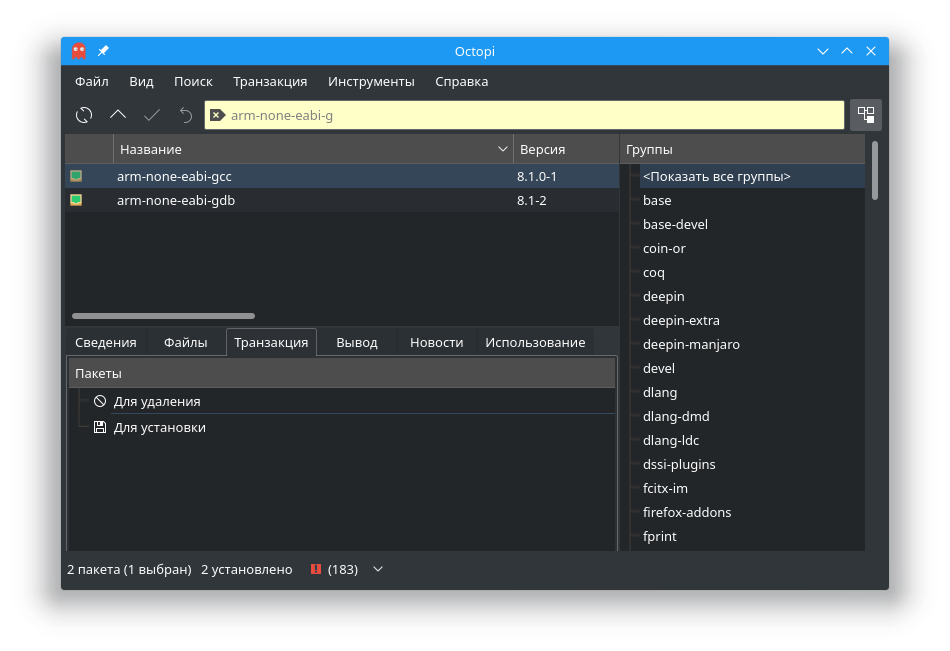 Octopi
Файл Вид Поиск Транзакция Инструменты Справка
arm-none-eabi-g
Название Версия
arm-none-eabi-gcc 8.1.0-1
arm-none-eabi-gdb 8.1-2
Группы
<Показать все группы>
base
base-devel
coin-or
coq
deepin
deepin-extra
deepin-manjaro
devel
dlang
dlang-dmd
dlang-ldc
dssi-plugins
fcitx-im
firefox-addons
fprint
Сведения Файлы Транзакция Вывод Новости Использование
Пакеты
Для удаления
Для установки
2 пакета (1 выбран) 2 установлено (183)